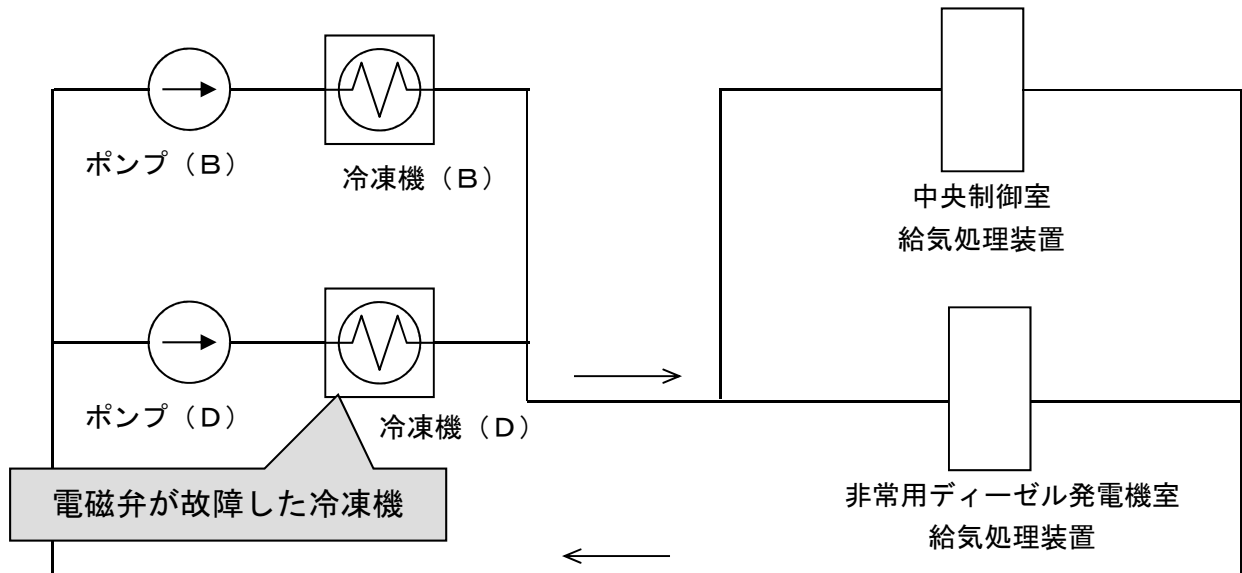 ポンプ（Ｂ）
冷凍機（Ｂ）
中央制御室
給気処理装置
ポンプ（Ｄ）
冷凍機（Ｄ）
電磁弁が故障した冷凍機
非常用ディーゼル発電機室
給気処理装置